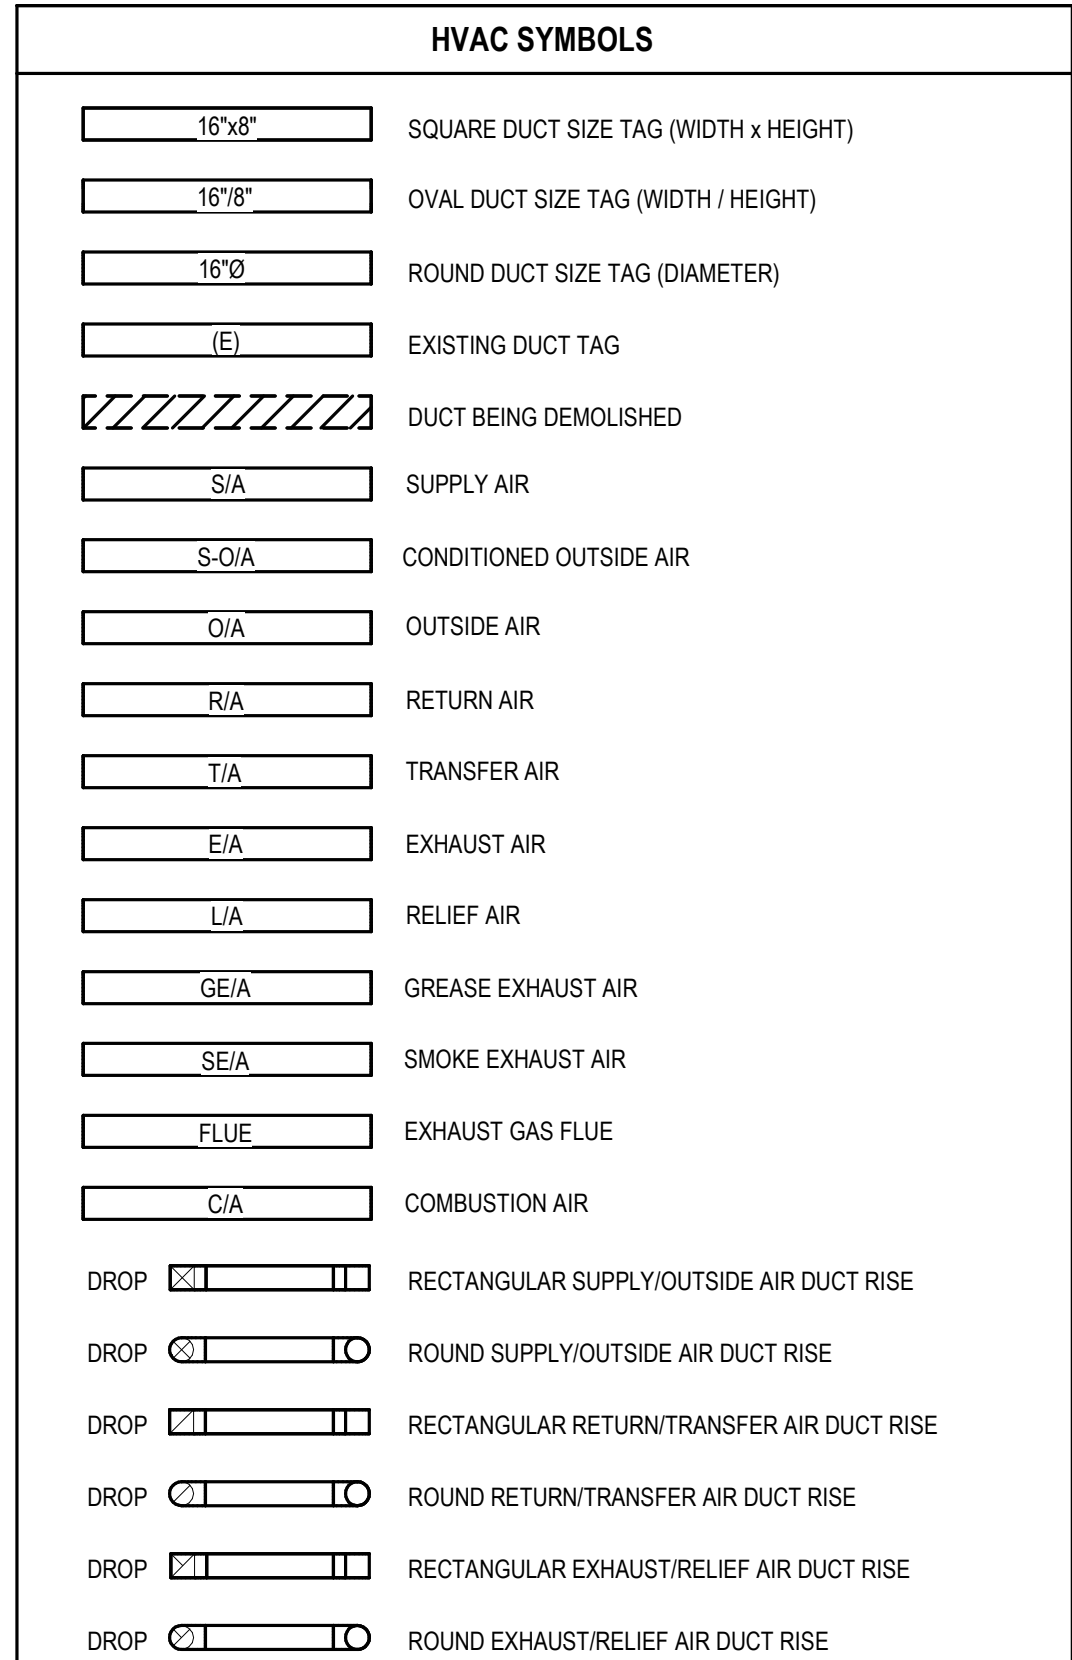 HVAC SYMBOLS
16"x8" SQUARE DUCT SIZE TAG (WIDTH x HEIGHT)
16"/8" OVAL DUCT SIZE TAG (WIDTH / HEIGHT)
16"Ø ROUND DUCT SIZE TAG (DIAMETER)
(E) EXISTING DUCT TAG
DUCT BEING DEMOLISHED
S/A SUPPLY AIR
S-O/A CONDITIONED OUTSIDE AIR
O/A OUTSIDE AIR
R/A RETURN AIR
T/A TRANSFER AIR
E/A EXHAUST AIR
L/A RELIEF AIR
GE/A GREASE EXHAUST AIR
SE/A SMOKE EXHAUST AIR
FLUE EXHAUST GAS FLUE
C/A COMBUSTION AIR
DROP RECTANGULAR SUPPLY/OUTSIDE AIR DUCT RISE
DROP ROUND SUPPLY/OUTSIDE AIR DUCT RISE
DROP RECTANGULAR RETURN/TRANSFER AIR DUCT RISE
DROP ROUND RETURN/TRANSFER AIR DUCT RISE
DROP RECTANGULAR EXHAUST/RELIEF AIR DUCT RISE
DROP ROUND EXHAUST/RELIEF AIR DUCT RISE